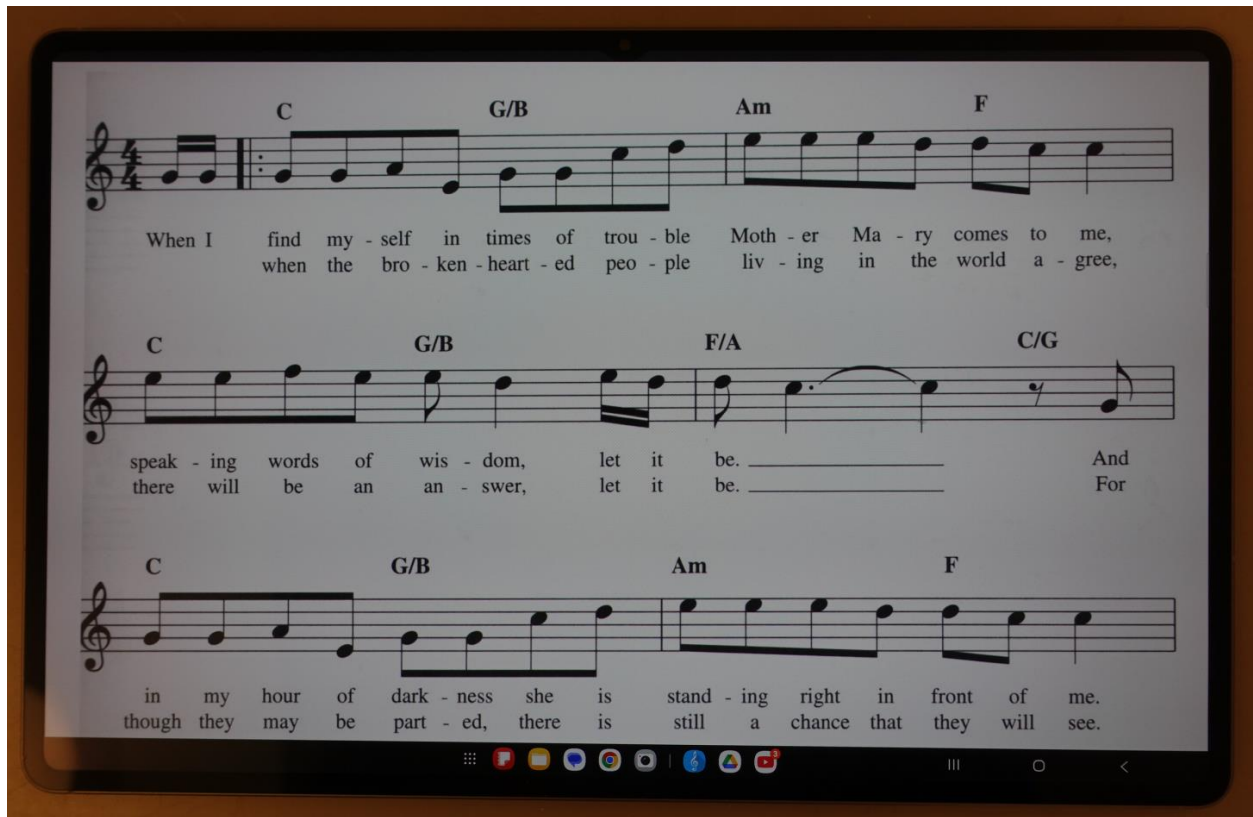 C G/B Am F
4
4
When I find my - self in times of trou - ble Moth - er Ma - ry comes to me,
when the bro - ken - heart - ed peo - ple liv - ing in the world a - gree,
C G/B F/A C/G
speak - ing words of wis - dom, let it be. And
there will be an an - swer, let it be. For
C G/B Am F
in my hour of dark - ness she is stand - ing right in front of me.
though they may be part - ed, there is still a chance that they will see.
3